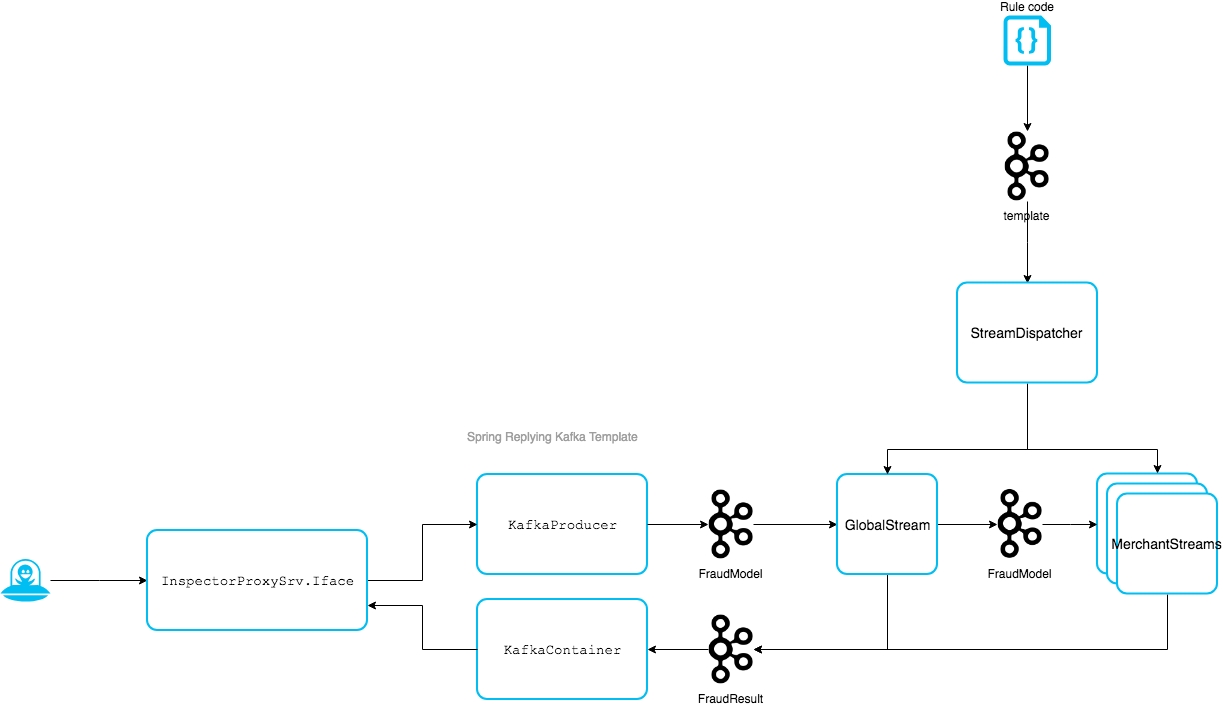 Rule code
{}
template
StreamDispatcher
Spring Replying Kafka Template
KafkaProducer
GlobalStream
MerchantStreams
FraudModel
FraudModel
InspectorProxySrv.Iface
KafkaContainer
FraudResult